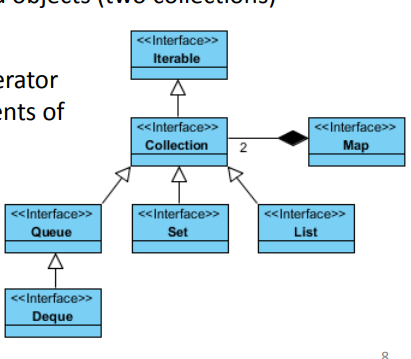 objects (two collections)
<<Interface>>
Iterable
ents of
<<Interface>>
Collection
2
<<Interface>>
Map
<<Interface>>
Queue
<<Interface>>
Set
<<Interface>>
List
<<Interface>>
Deque
8